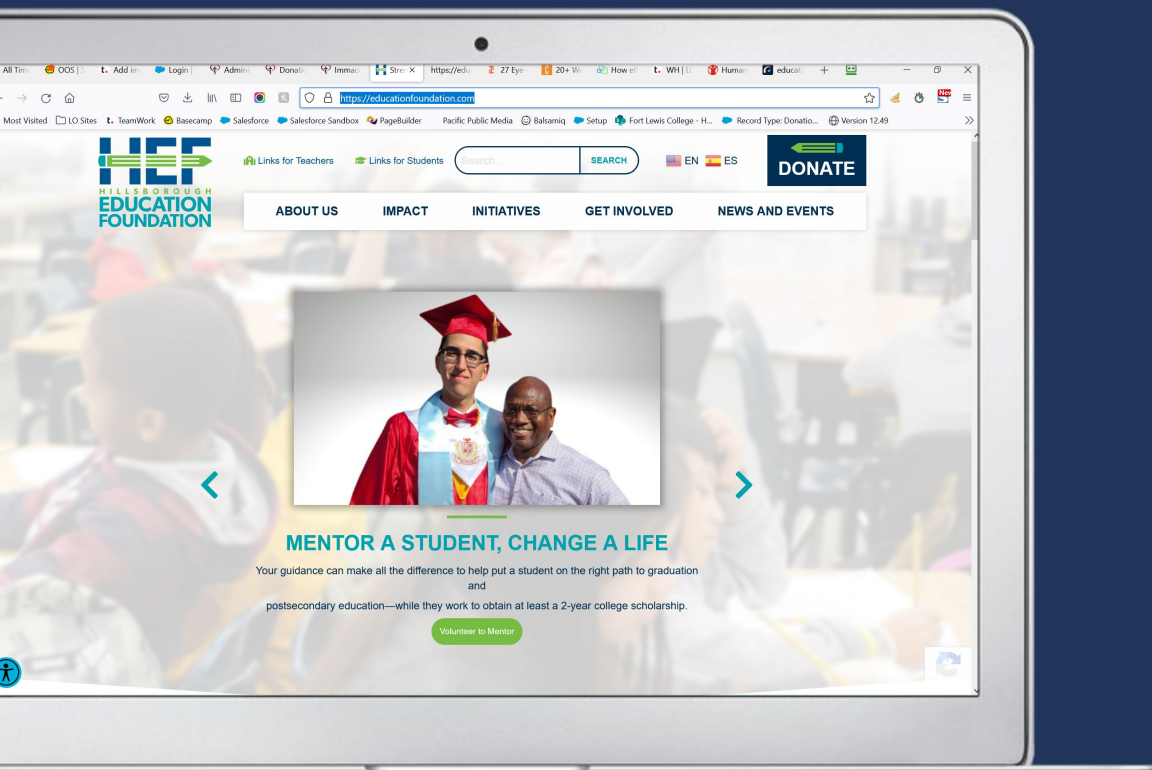 All Time
OOS | S
t. Add im
Login |
Admin
Donatio
Immac
Stren
https://edu
27 Eye-
20+ W
How ef
t. WH | LO
Human
educati
https://educationfoundation.com
New
Most Visited LO Sites t. TeamWork Basecamp Salesforce Salesforce Sandbox PageBuilder Pacific Public Media Balsamiq Setup Fort Lewis College - H... Record Type: Donatio... Version 12.49
HEF
HILLSBOROUGH
EDUCATION
FOUNDATION
Links for Teachers Links for Students Search... SEARCH EN ES
DONATE
ABOUT US IMPACT INITIATIVES GET INVOLVED NEWS AND EVENTS
MENTOR A STUDENT, CHANGE A LIFE
Your guidance can make all the difference to help put a student on the right path to graduation
and
postsecondary education—while they work to obtain at least a 2-year college scholarship.
Volunteer to Mentor